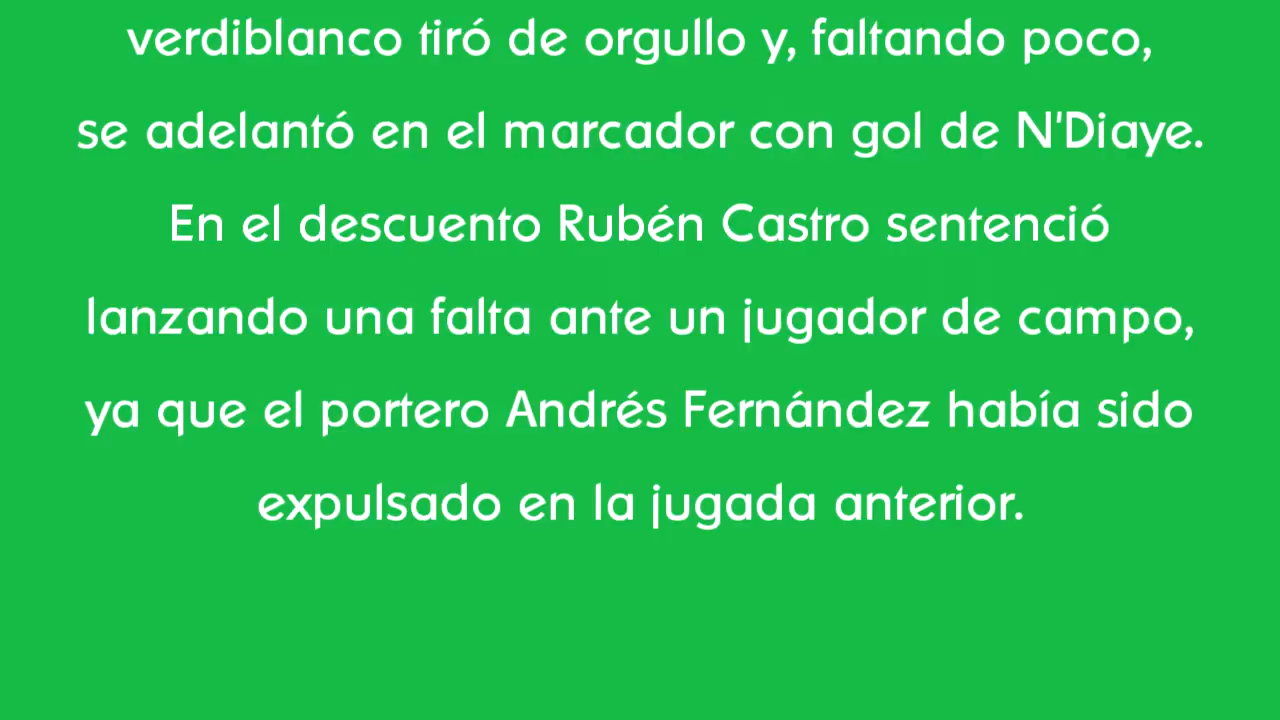 verdiblanco tiró de orgullo y, faltando poco,
se adelantó en el marcador con gol de N'Diaye.
En el descuento Rubén Castro sentenció
lanzando una falta ante un jugador de campo,
ya que el portero Andrés Fernández había sido
expulsado en la jugada anterior.